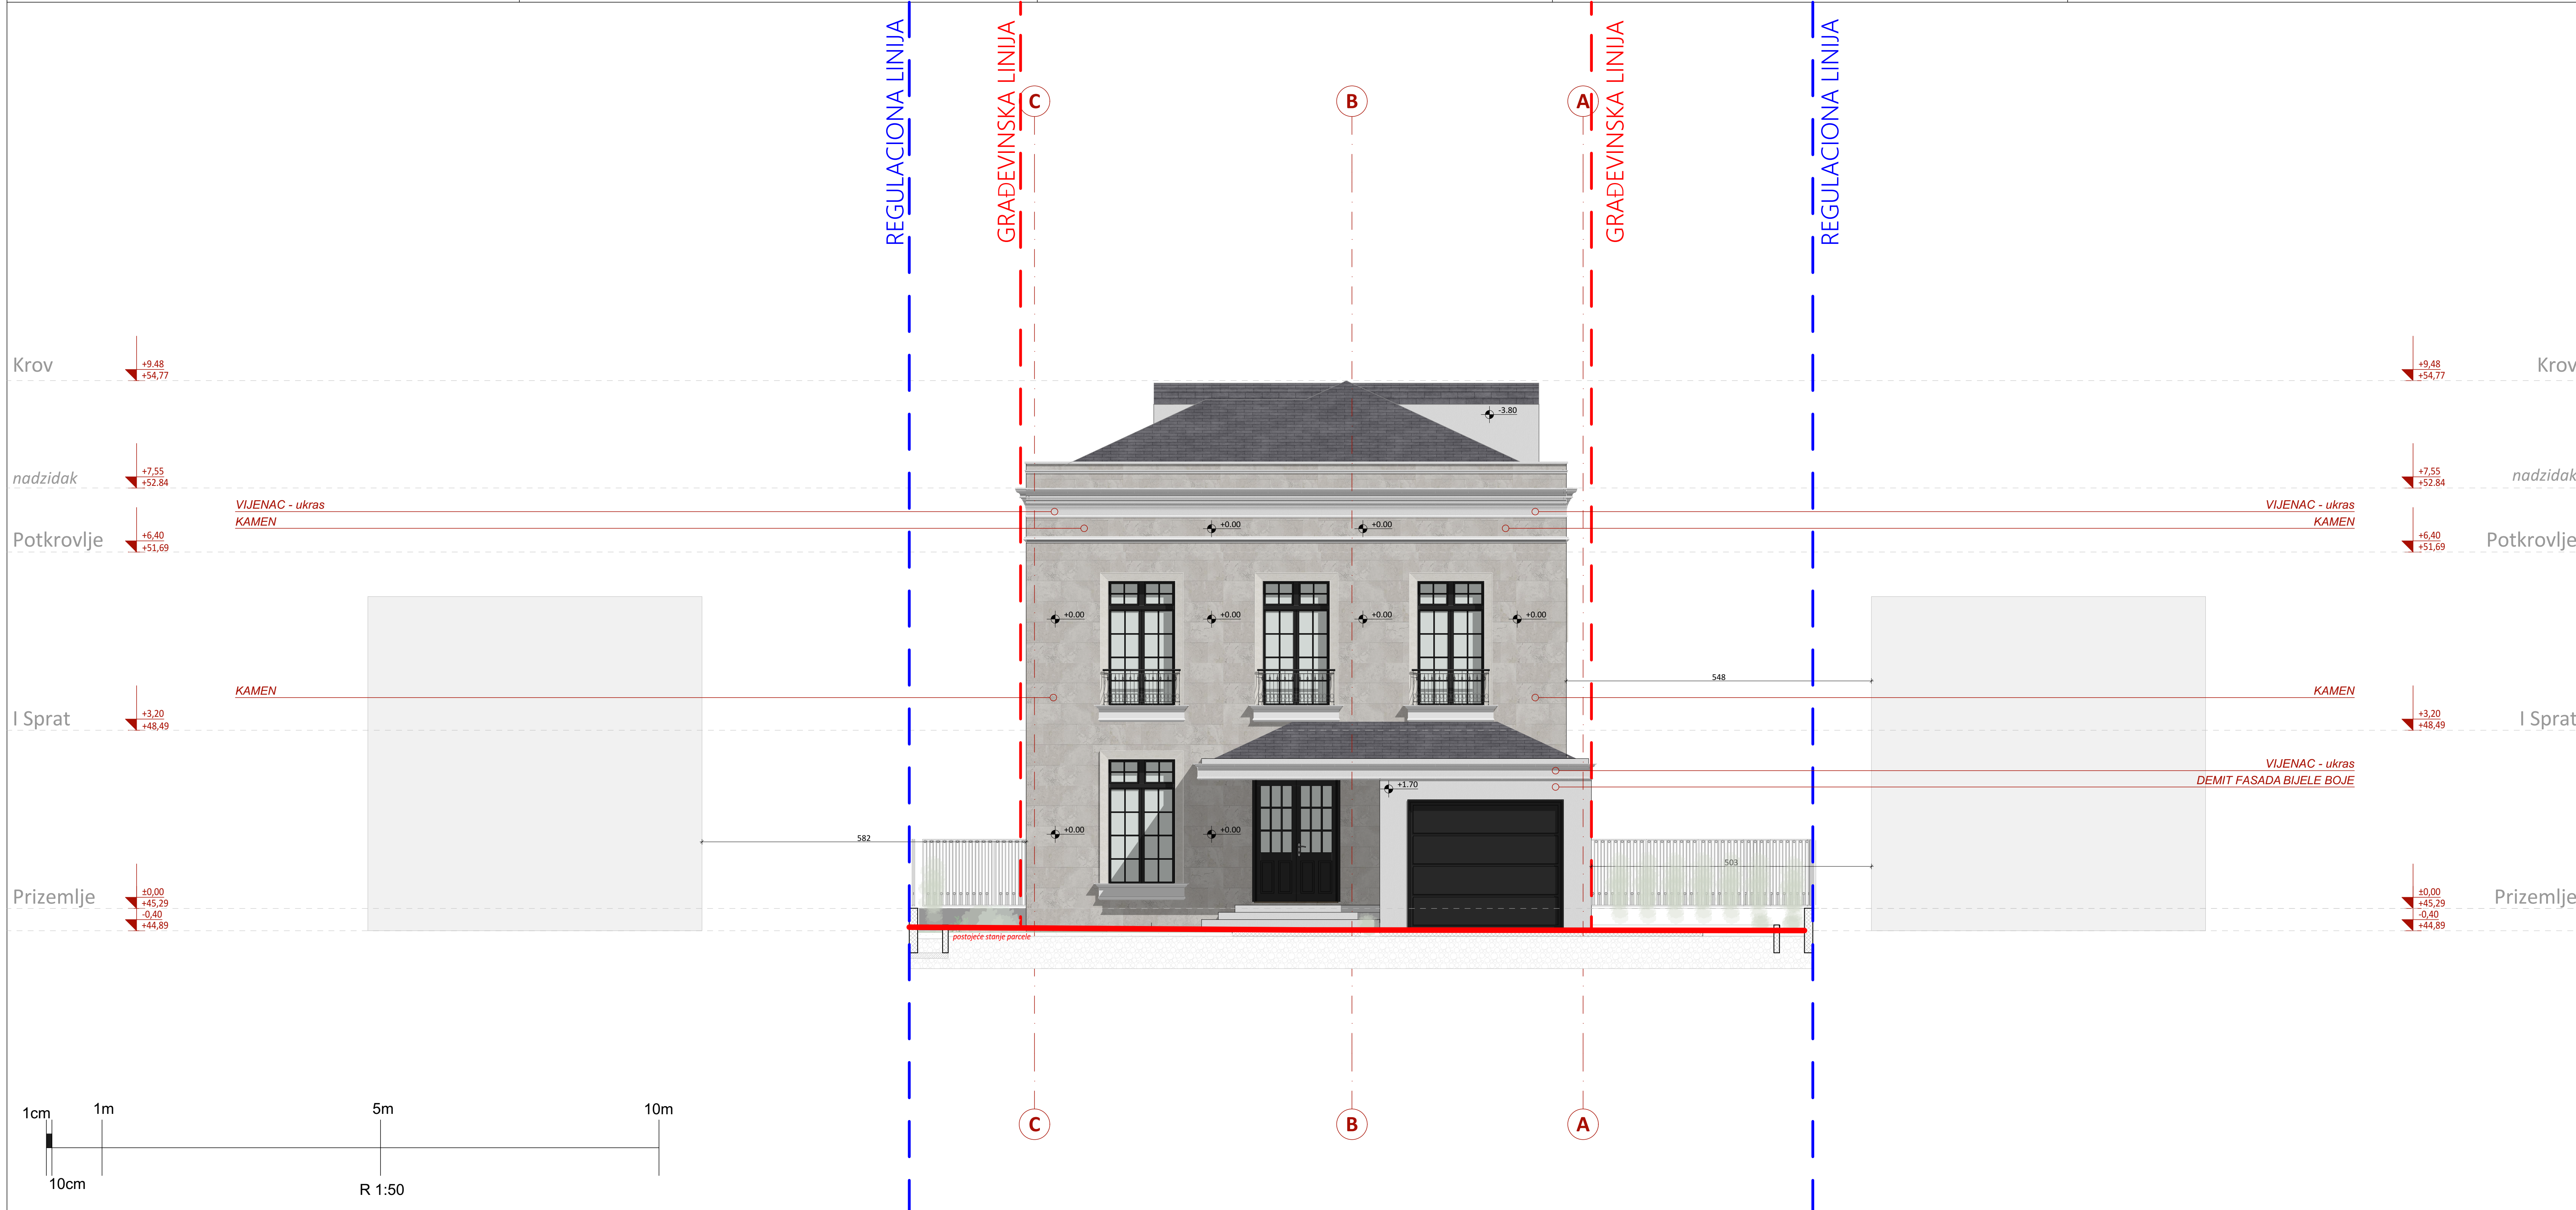 REGULACIONA LINIJA
GRAĐEVINSKA LINIJA
GRAĐEVINSKA LINIJA
REGULACIONA LINIJA
C
B
A
Krov
+9.48
+54,77
+9,48
+54,77
Krov
-3.80
nadzidak
+7,55
+52.84
+7,55
+52.84
nadzidak
VIJENAC - ukras
VIJENAC - ukras
KAMEN
+0.00
+0.00
KAMEN
Potkrovlje
+6,40
+51,69
+6,40
+51,69
Potkrovlje
+0.00
+0.00
+0.00
+0.00
548
KAMEN
KAMEN
I Sprat
+3,20
+48,49
+3,20
+48,49
I Sprat
VIJENAC - ukras
DEMIT FASADA BIJELE BOJE
+1.70
582
+0.00
+0.00
503
Prizemlje
±0,00
+45,29
-0,40
+44,89
±0,00
+45,29
-0,40
+44,89
Prizemlje
postojeće stanje parcele
1cm
1m
5m
10m
10cm
R 1:50
C
B
A